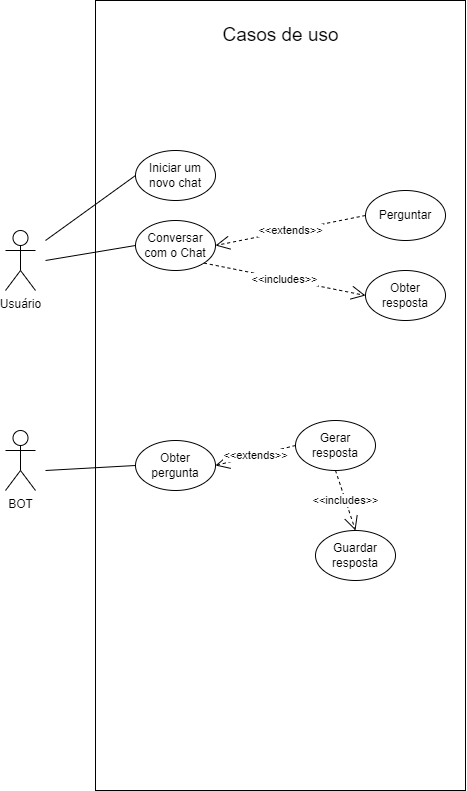 Casos de uso
Iniciar um
novo chat
Perguntar
<<extends>>
Conversar
com o Chat
<<includes>>
Obter
resposta
Usuário
Gerar
resposta
<<extends>>
Obter
pergunta
<<includes>>
BOT
Guardar
resposta